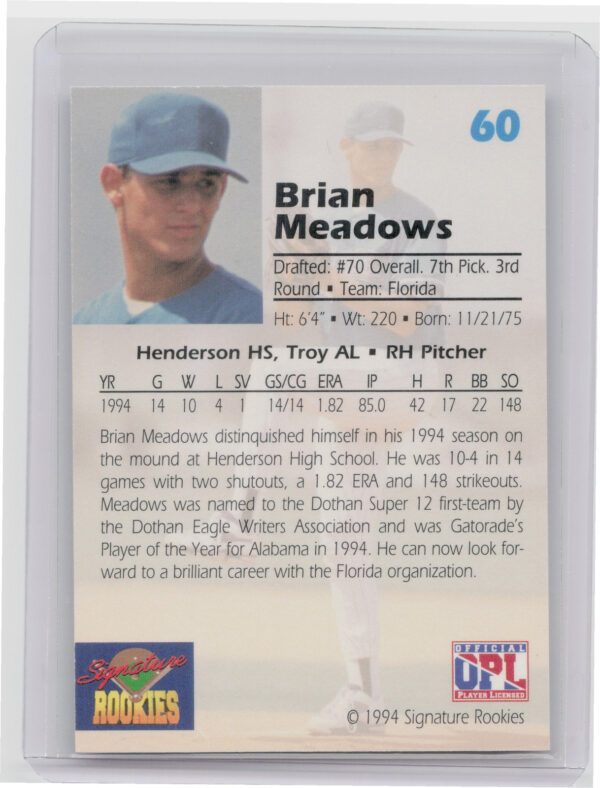 60
Brian
Meadows
Drafted: #70 Overall. 7th Pick. 3rd
Round ▪ Team: Florida
Ht: 6'4" ▪ Wt: 220 ▪ Born: 11/21/75
Henderson HS, Troy AL ▪ RH Pitcher
YR G W L SV GS/CG ERA IP H R BB SO
1994 14 10 4 1 14/14 1.82 85.0 42 17 22 148
Brian Meadows distinquished himself in his 1994 season on
the mound at Henderson High School. He was 10-4 in 14
games with two shutouts, a 1.82 ERA and 148 strikeouts.
Meadows was named to the Dothan Super 12 first-team by
the Dothan Eagle Writers Association and was Gatorade's
Player of the Year for Alabama in 1994. He can now look for-
ward to a brilliant career with the Florida organization.
Signature
ROOKIES
OFFICIAL
OPL
PLAYER LICENSED
© 1994 Signature Rookies